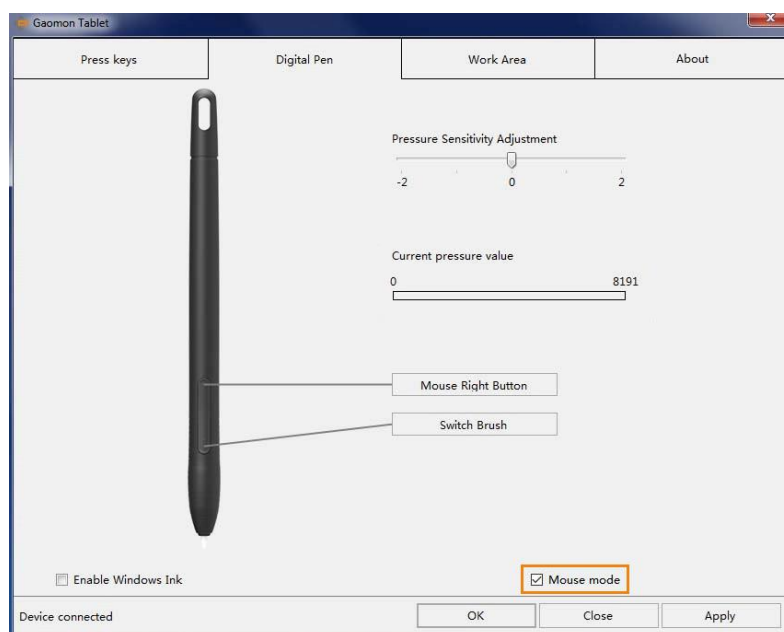 Gaomon Tablet
Press keys
Digital Pen
Work Area
About
Pressure Sensitivity Adjustment
-2 0 2
Current pressure value
0 8191
Mouse Right Button
Switch Brush
Enable Windows Ink
Mouse mode
Device connected
OK
Close
Apply